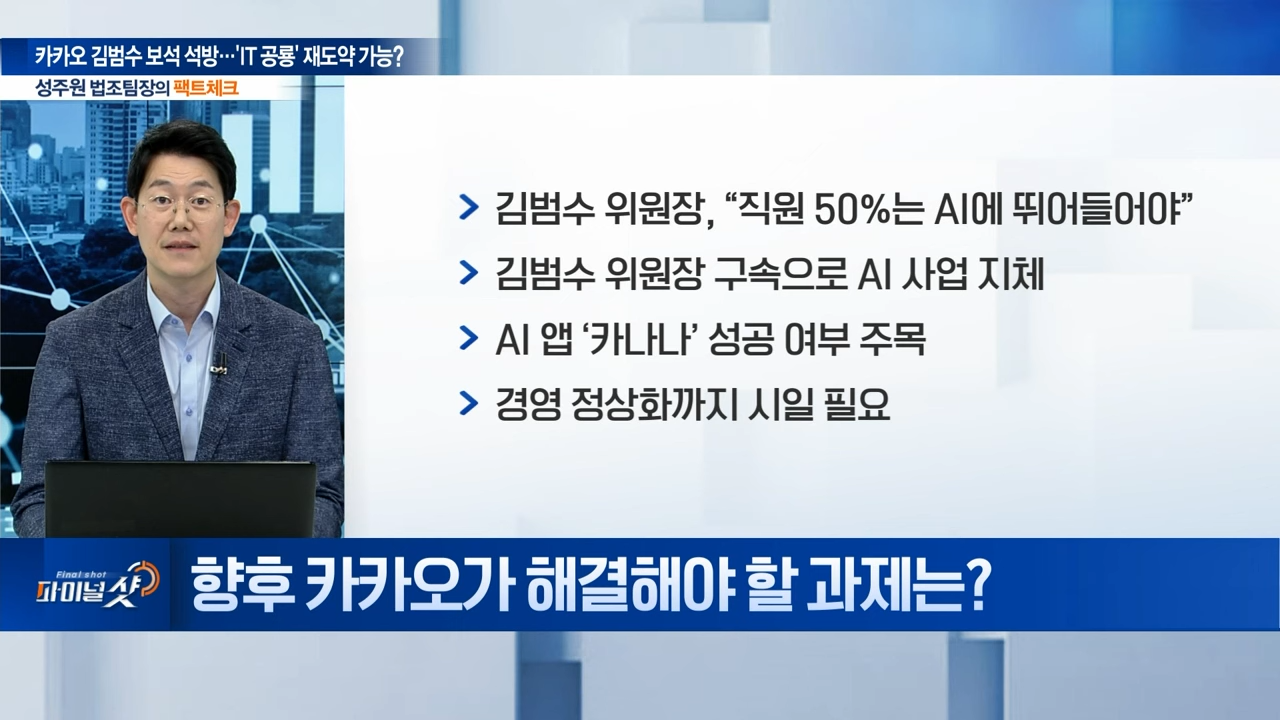 카카오 김범수 보석 석방…'IT 공룡' 재도약 가능?
성주원 법조팀장의 팩트체크
김범수 위원장, “직원 50%는 AI에 뛰어들어야”
김범수 위원장 구속으로 AI 사업 지체
AI 앱 ‘카나나’ 성공 여부 주목
경영 정상화까지 시일 필요
Final shot
파이널샷
향후 카카오가 해결해야 할 과제는?